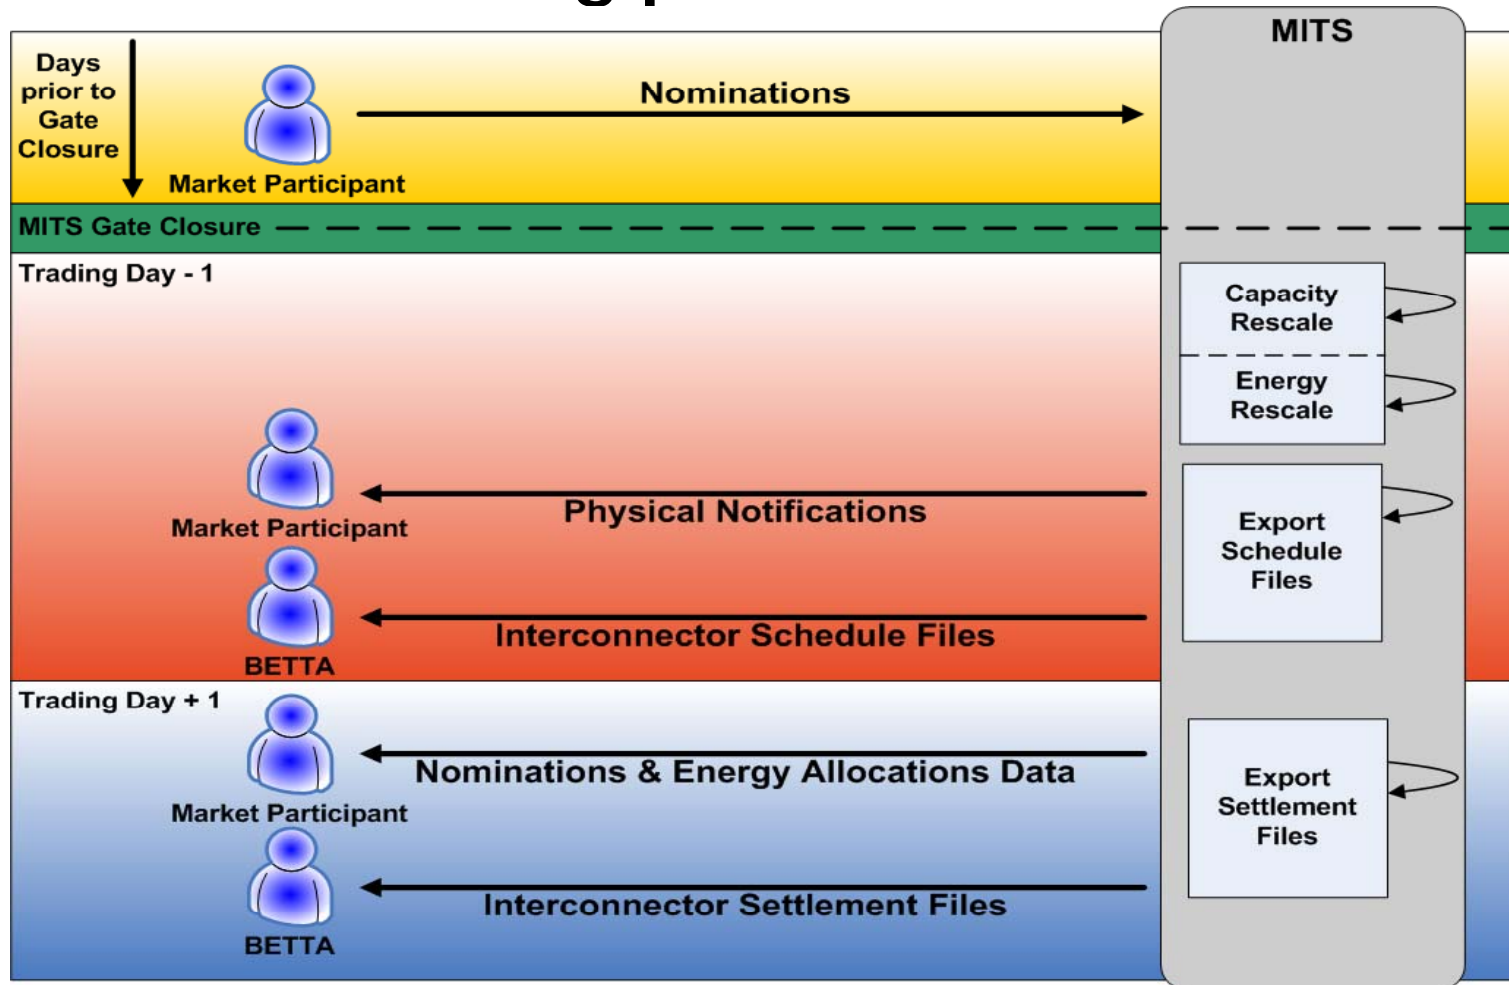 MITS
Days
prior to
Gate
Closure
Nominations
Market Participant
MITS Gate Closure
Trading Day - 1
Capacity
Rescale
Energy
Rescale
Market Participant
Physical Notifications
Export
Schedule
Files
BETTA
Interconnector Schedule Files
Trading Day + 1
Market Participant
Nominations & Energy Allocations Data
Export
Settlement
Files
BETTA
Interconnector Settlement Files